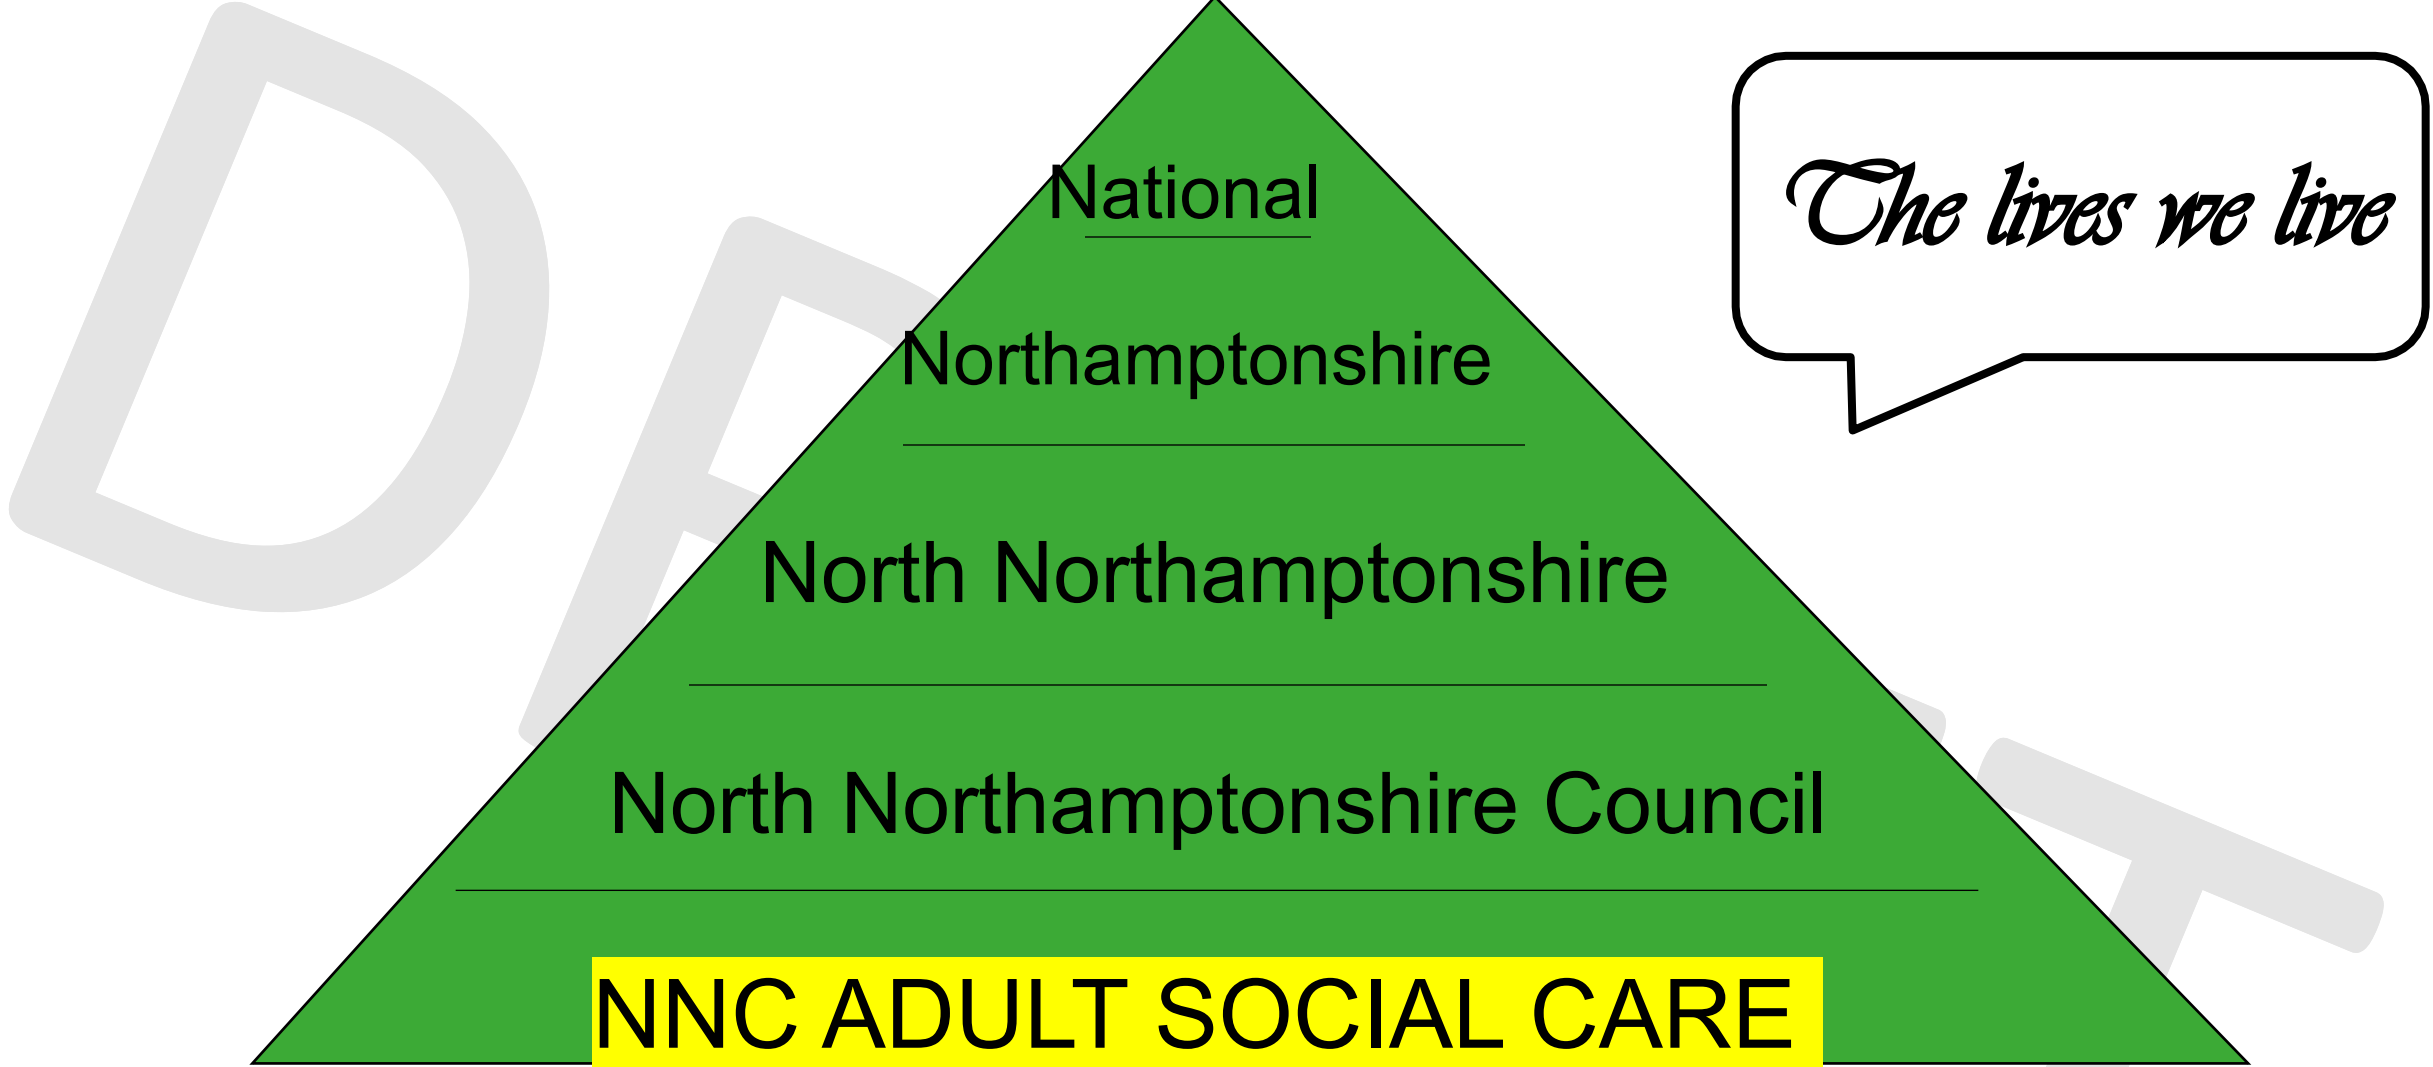 National
The lives we live
Northamptonshire
North Northamptonshire
North Northamptonshire Council
NNC ADULT SOCIAL CARE